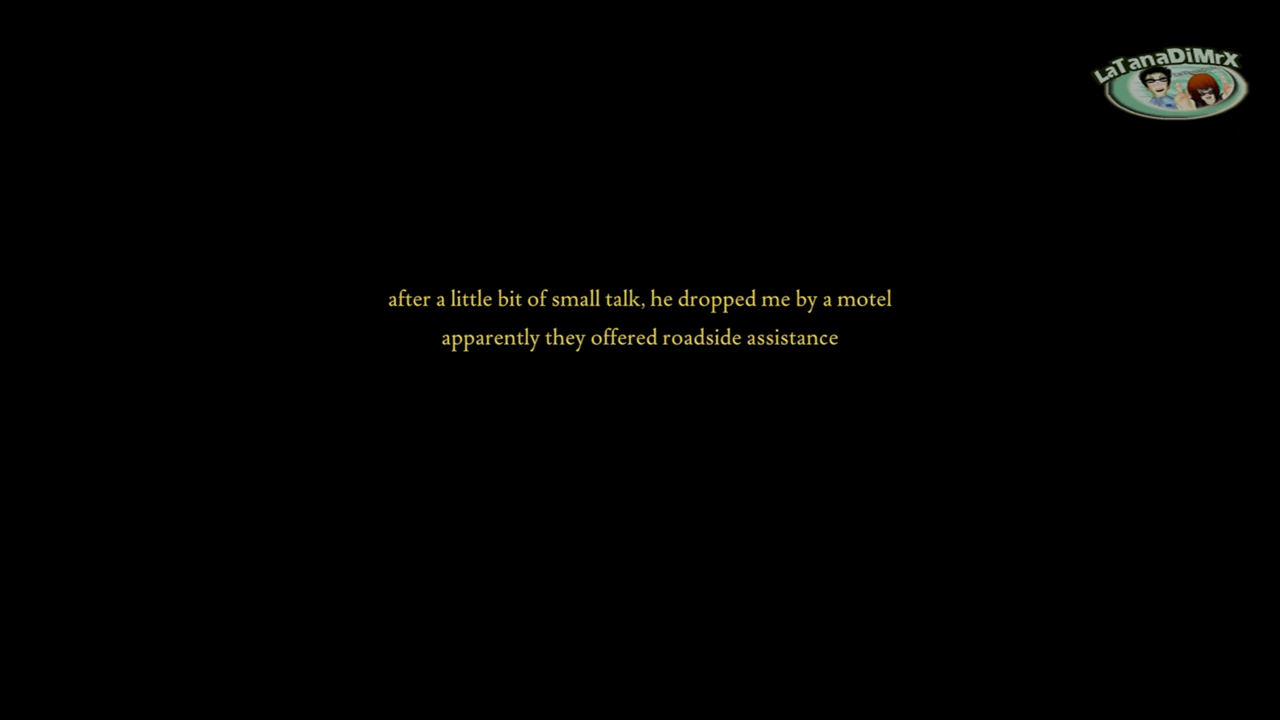 LaTanaDiMrX
after a little bit of small talk, he dropped me by a motel
apparently they offered roadside assistance